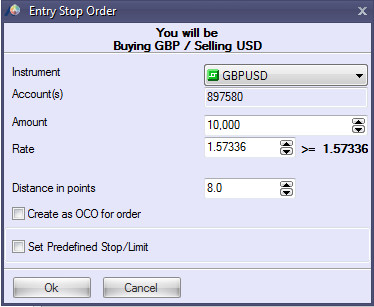 Entry Stop Order
You will be
Buying GBP / Selling USD
Instrument GBPUSD
Account(s) 897580
Amount 10,000
Rate 1.57336 >= 1.57336
Distance in points 8.0
Create as OCO for order
Set Predefined Stop/Limit
Ok Cancel